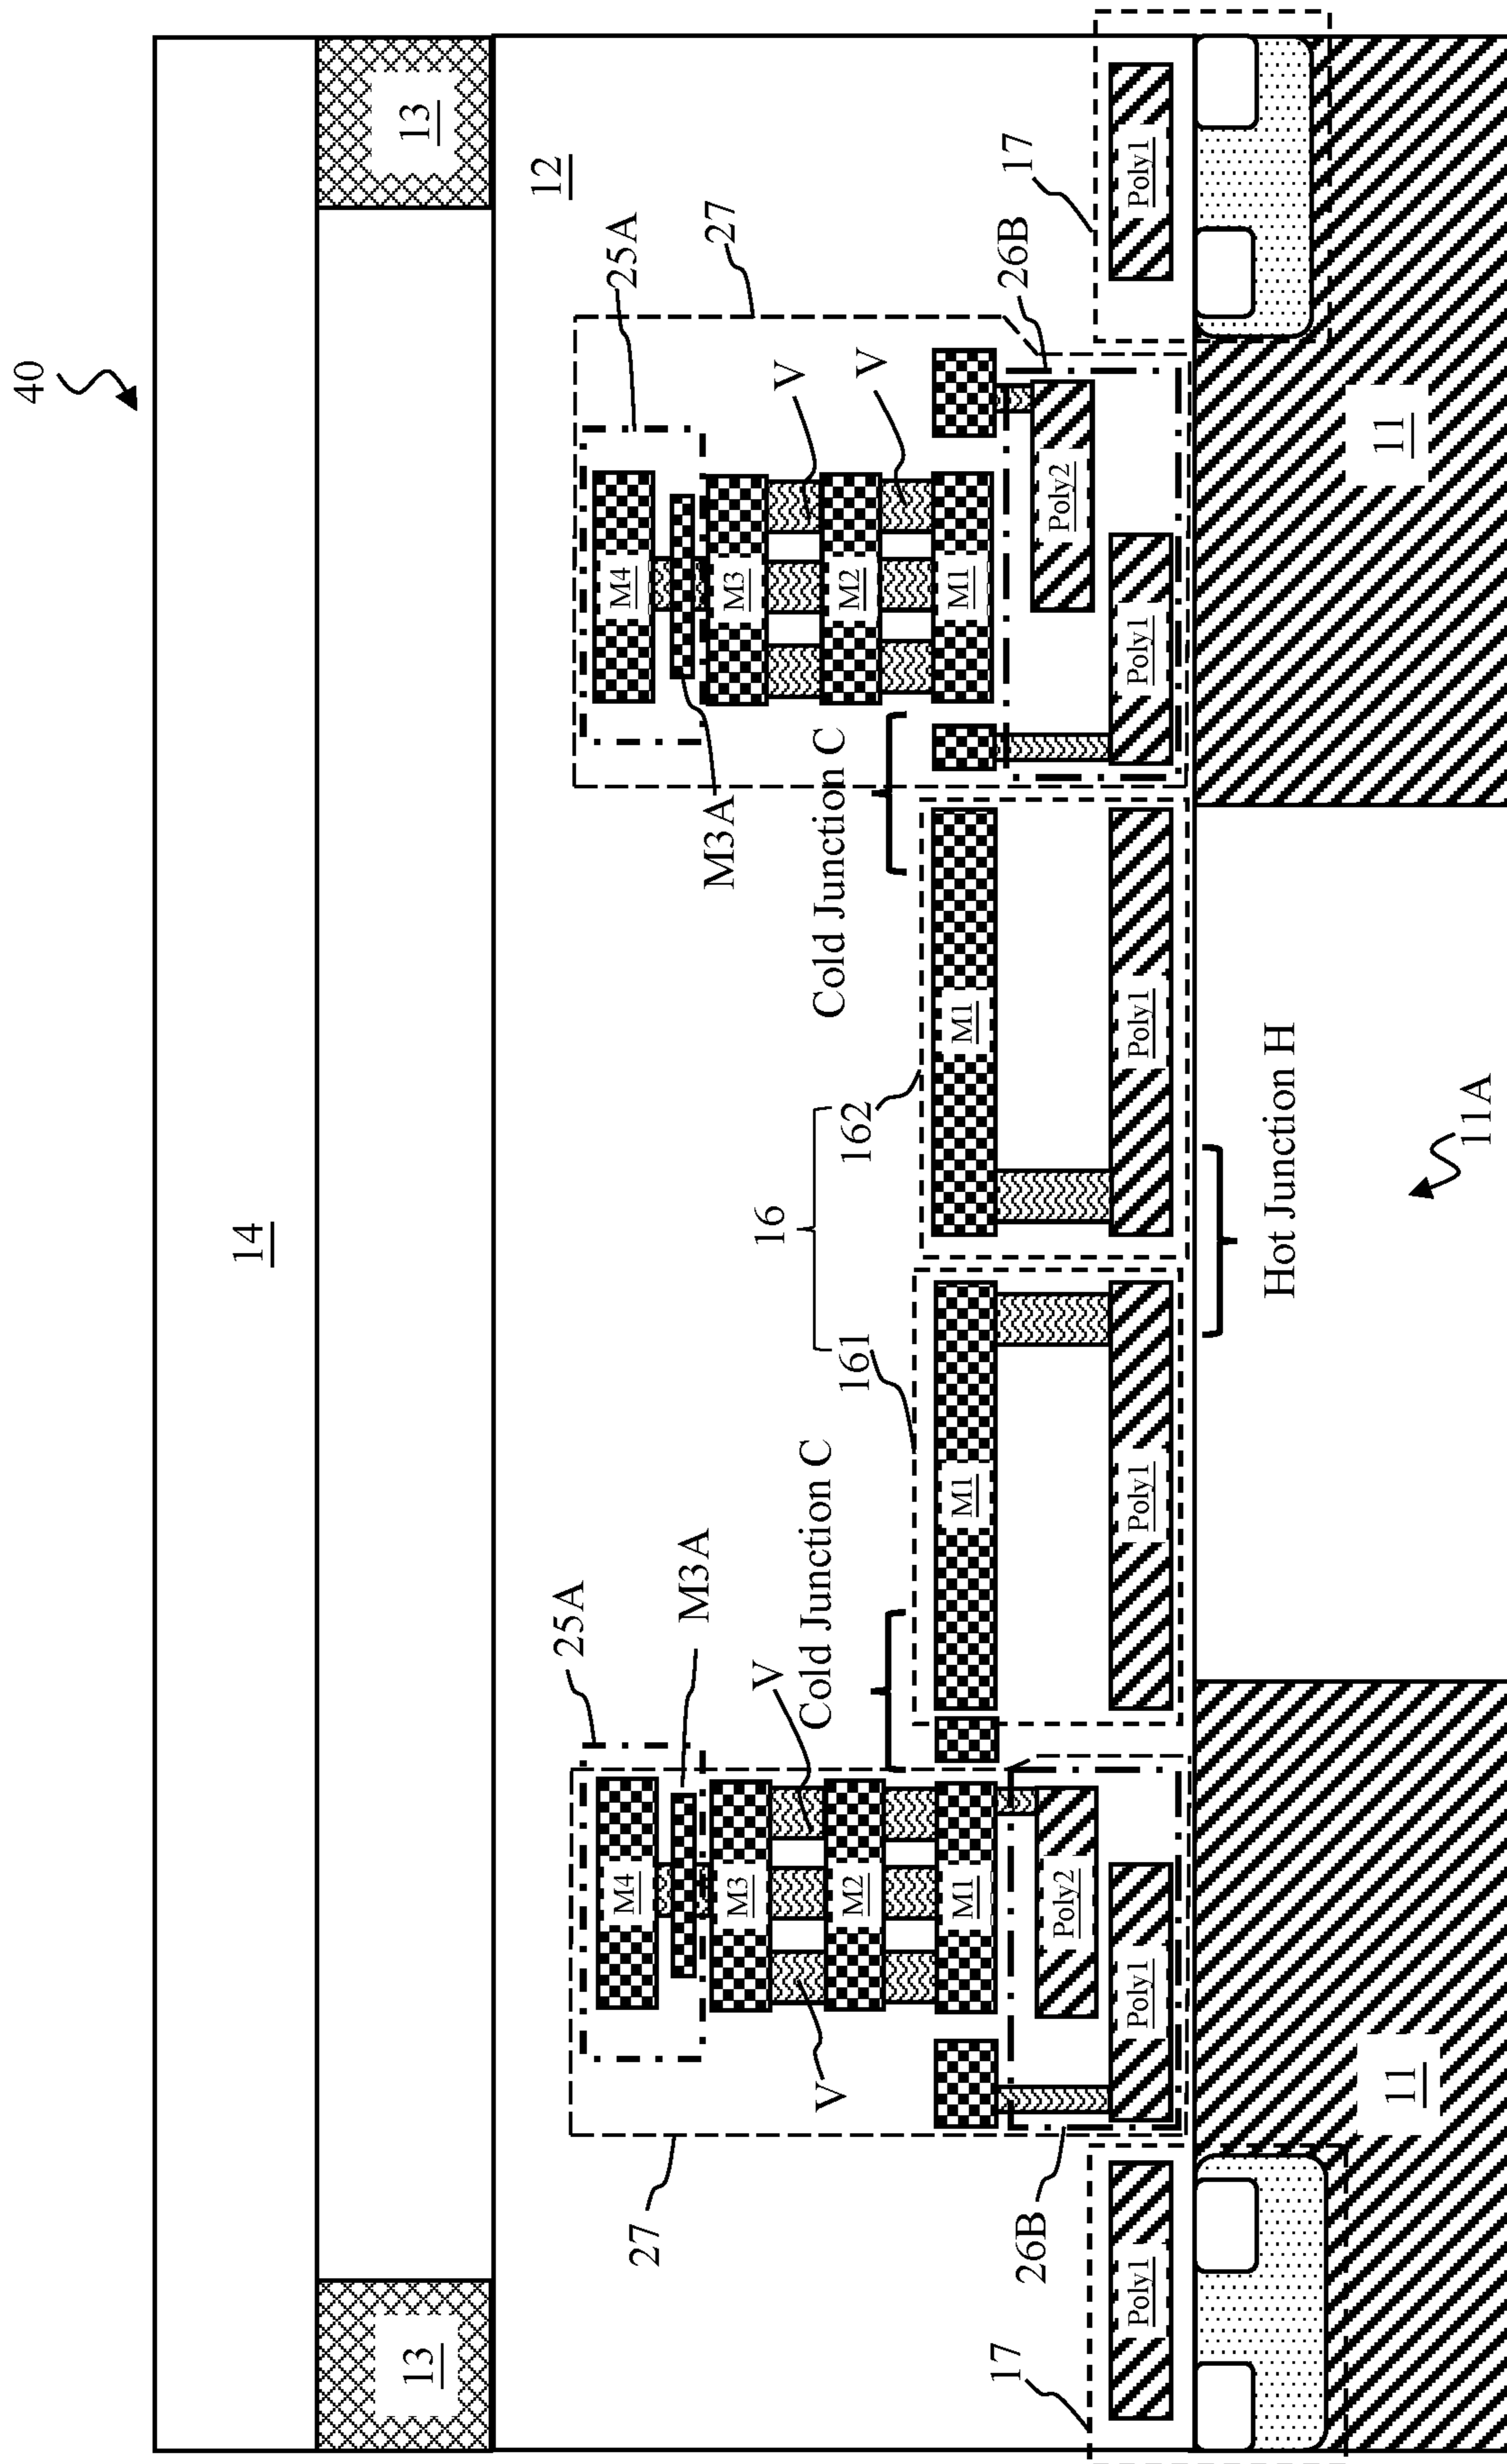 40
14
13
13
12
25A
25A
M4
M4
27
27
M3A
M3A
M3
M3
V
V
V
V
16
Cold Junction C
Cold Junction C
161
162
M2
M2
M1
M1
M1
M1
17
17
26B
26B
Poly2
Poly2
Poly1
Poly1
Poly1
Poly1
Poly1
Poly1
Hot Junction H
11
11
11A